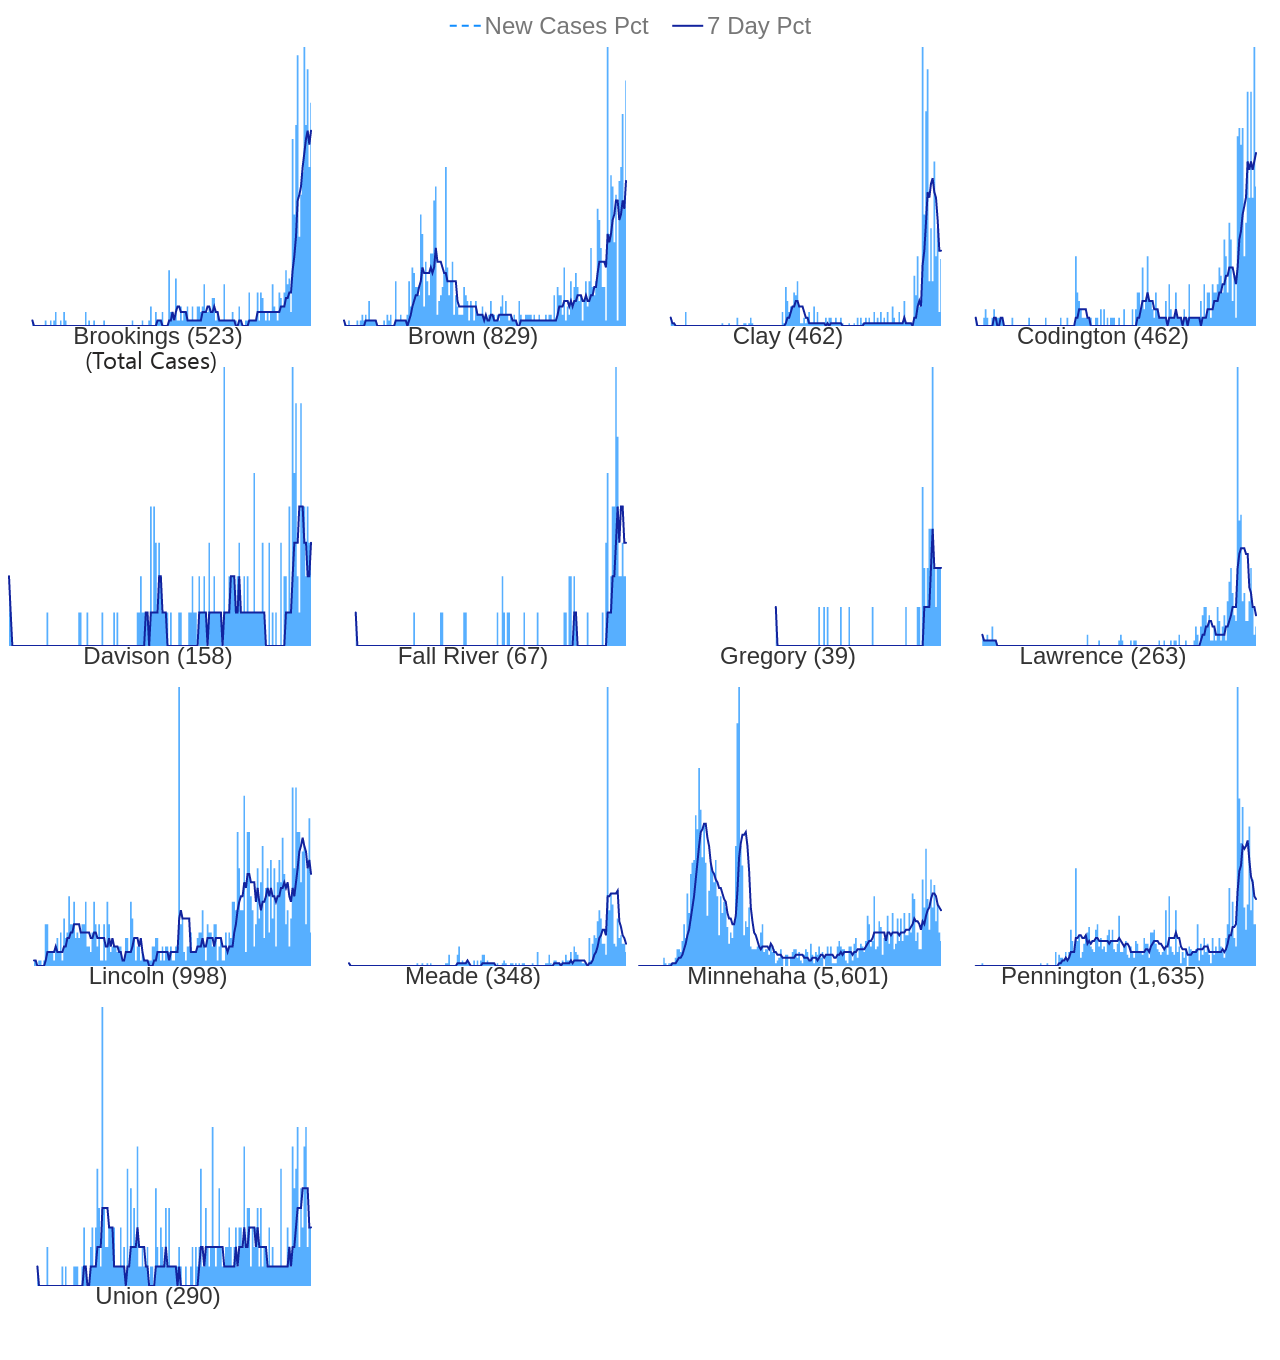 New Cases Pct 7 Day Pct
Brookings (523) Brown (829) Clay (462) Codington (462)
(Total Cases)
Davison (158) Fall River (67) Gregory (39) Lawrence (263)
Lincoln (998) Meade (348) Minnehaha (5,601) Pennington (1,635)
Union (290)